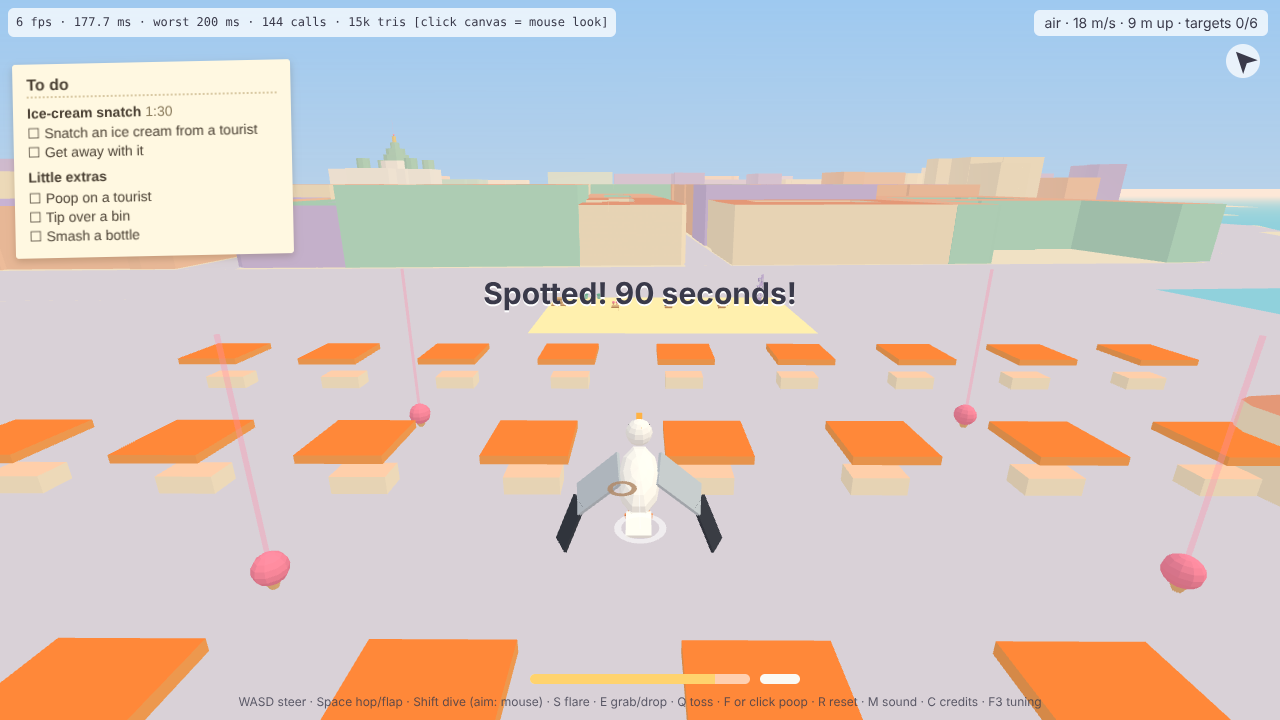 6 fps · 177.7 ms · worst 200 ms · 144 calls · 15k tris [click canvas = mouse look]
air · 18 m/s · 9 m up · targets 0/6
To do
Ice-cream snatch 1:30
☐ Snatch an ice cream from a tourist
☐ Get away with it
Little extras
☐ Poop on a tourist
☐ Tip over a bin
☐ Smash a bottle
Spotted! 90 seconds!
WASD steer · Space hop/flap · Shift dive (aim: mouse) · S flare · E grab/drop · Q toss · F or click poop · R reset · M sound · C credits · F3 tuning